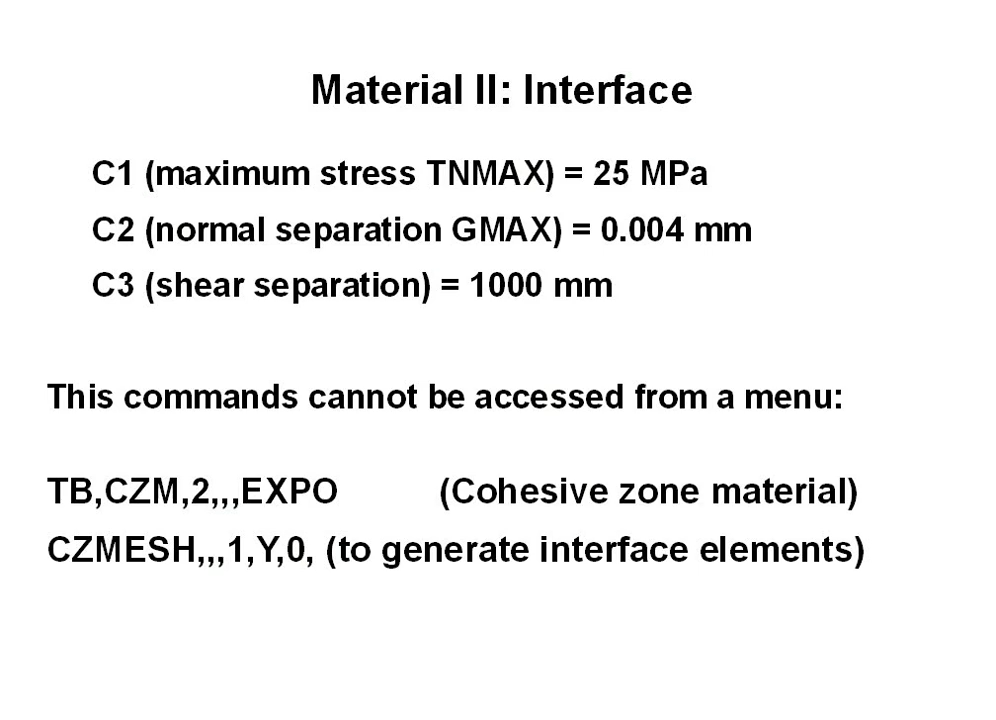 Material II: Interface
C1 (maximum stress TNMAX) = 25 MPa
C2 (normal separation GMAX) = 0.004 mm
C3 (shear separation) = 1000 mm
This commands cannot be accessed from a menu:
TB,CZM,2,,,EXPO (Cohesive zone material)
CZMESH,,,1,Y,0, (to generate interface elements)